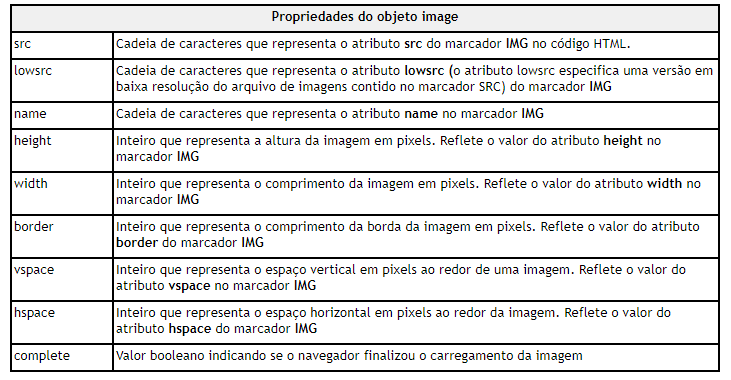 Propriedades do objeto image
src
Cadeia de caracteres que representa o atributo src do marcador IMG no código HTML.
lowsrc
Cadeia de caracteres que representa o atributo lowsrc (o atributo lowsrc especifica uma versão em
baixa resolução do arquivo de imagens contido no marcador SRC) do marcador IMG
name
Cadeia de caracteres que representa o atributo name no marcador IMG
height
Inteiro que representa a altura da imagem em pixels. Reflete o valor do atributo height no
marcador IMG
width
Inteiro que representa o comprimento da imagem em pixels. Reflete o valor do atributo width no
marcador IMG
border
Inteiro que representa o comprimento da borda da imagem em pixels. Reflete o valor do atributo
border do marcador IMG
vspace
Inteiro que representa o espaço vertical em pixels ao redor de uma imagem. Reflete o valor do
atributo vspace no marcador IMG
hspace
Inteiro que representa o espaço horizontal em pixels ao redor da imagem. Reflete o valor do
atributo hspace do marcador IMG
complete
Valor booleano indicando se o navegador finalizou o carregamento da imagem